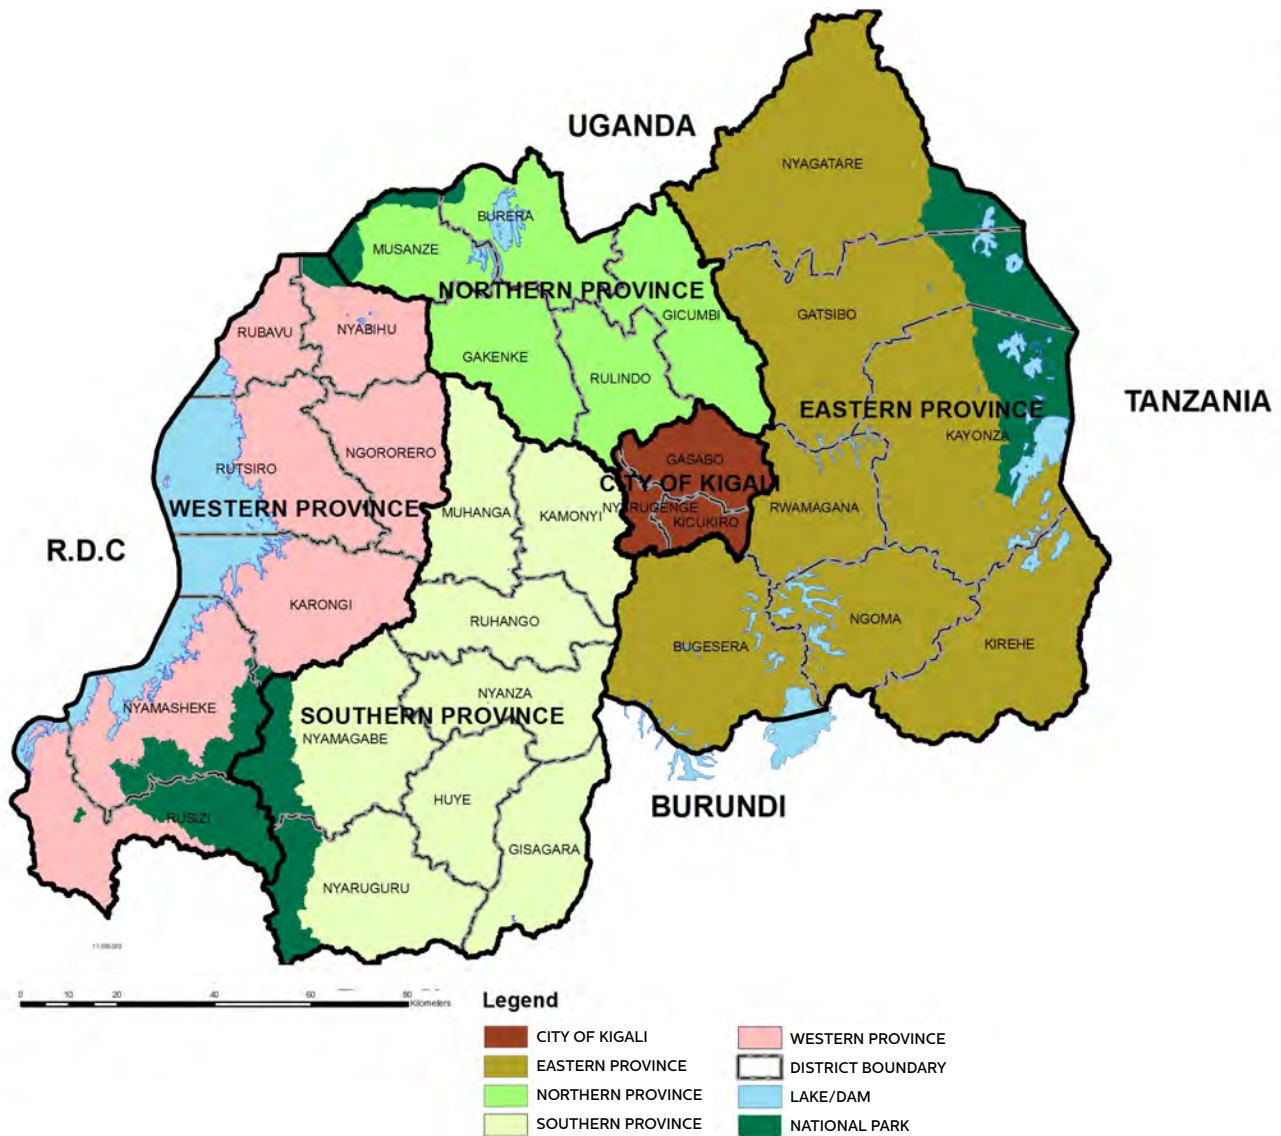 UGANDA
NYAGATARE
BURERA
MUSANZE
NORTHERN PROVINCE
GICUMBI
GATSIBO
RUBAVU
NYABIHU
GAKENKE
RULINDO
EASTERN PROVINCE
TANZANIA
KAYONZA
NGORORERO
GASABO
RUTSIRO
CITY OF KIGALI
WESTERN PROVINCE
MUHANGA
KAMONYI
NYARUGENGE
KICUKIRO
RWAMAGANA
R.D.C
KARONGI
RUHANGO
NGOMA
BUGESERA
KIREHE
NYANZA
NYAMASHEKE
SOUTHERN PROVINCE
NYAMAGABE
HUYE
BURUNDI
RUSIZI
GISAGARA
NYARUGURU
0 10 20 40 60 80
Kilometers
Legend
CITY OF KIGALI
EASTERN PROVINCE
NORTHERN PROVINCE
SOUTHERN PROVINCE
WESTERN PROVINCE
DISTRICT BOUNDARY
LAKE/DAM
NATIONAL PARK